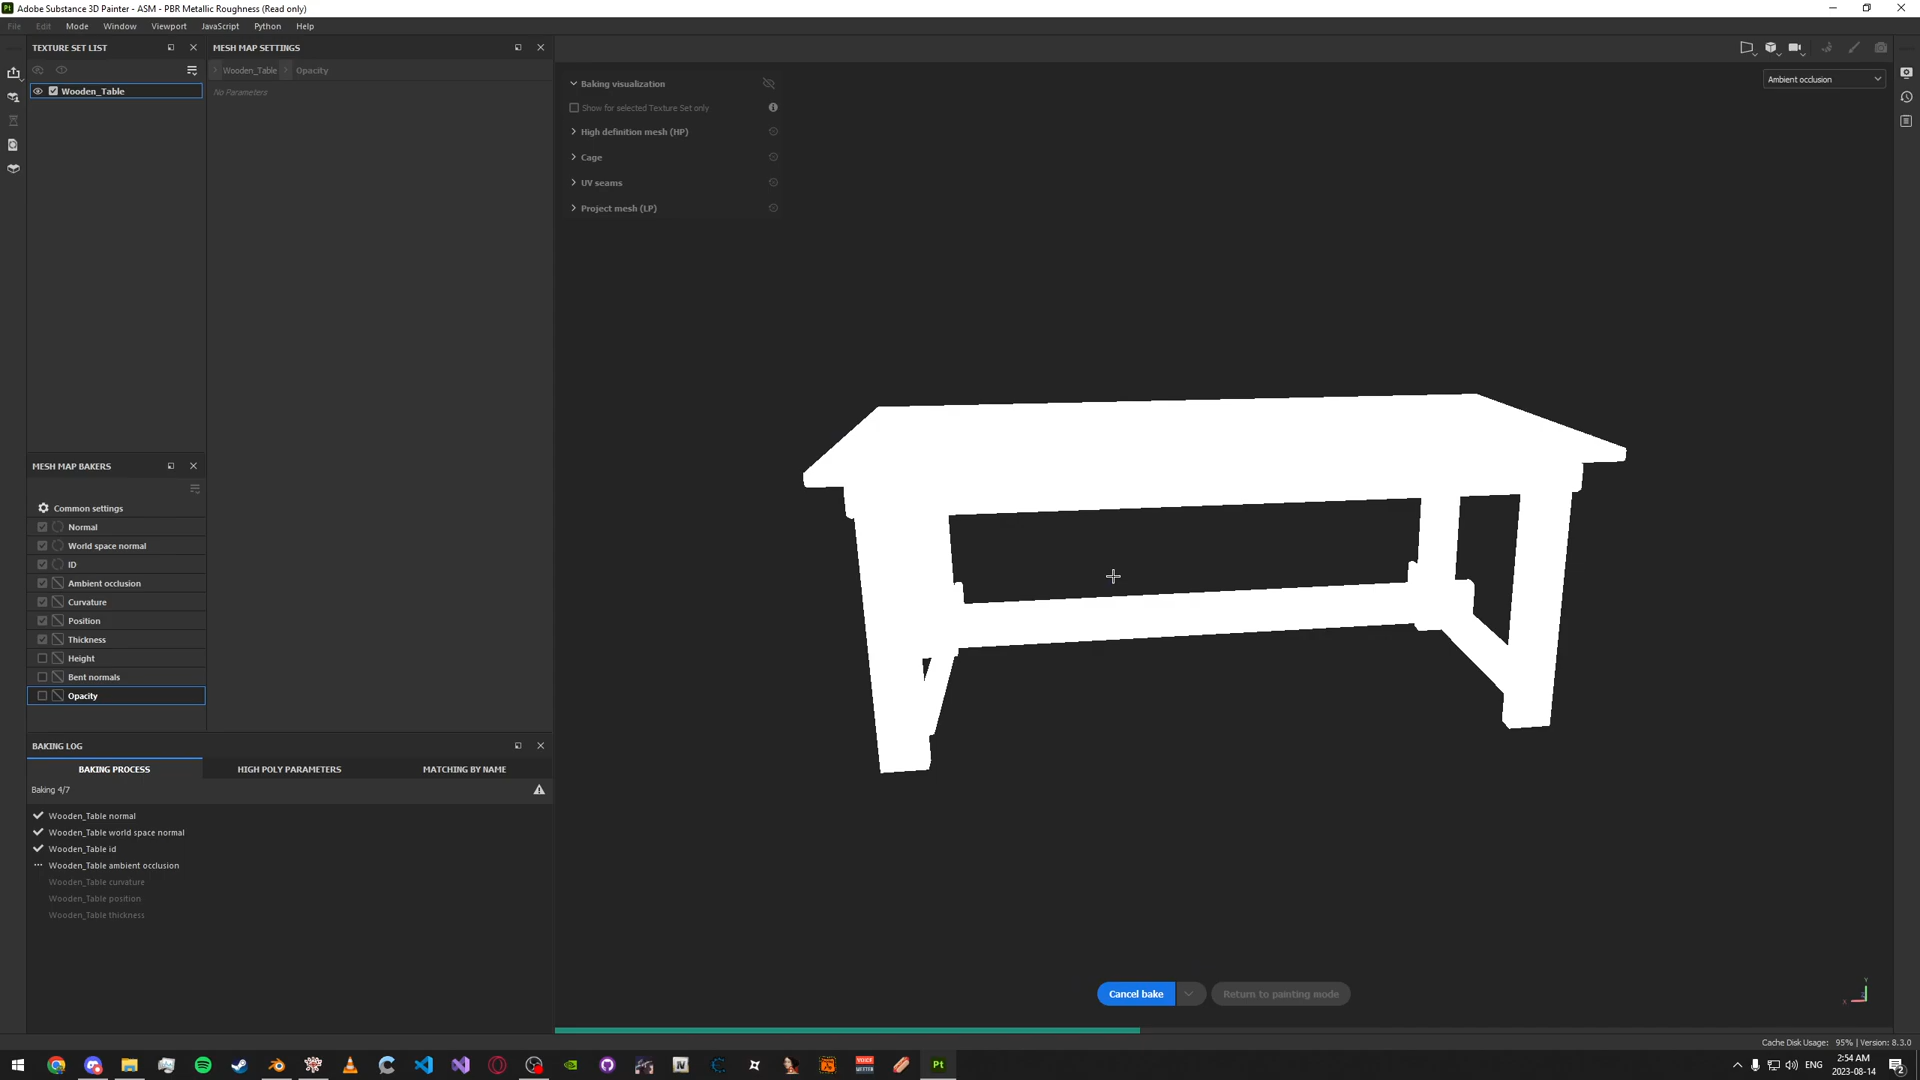 Pt Adobe Substance 3D Painter - ASM - PBR Metallic Roughness (Read only)
File Edit Mode Window Viewport JavaScript Python Help
TEXTURE SET LIST
Wooden_Table
MESH MAP SETTINGS
Wooden_Table Opacity
No Parameters
Baking visualization
Show for selected Texture Set only
High definition mesh (HP)
Cage
UV seams
Project mesh (LP)
Ambient occlusion
MESH MAP BAKERS
Common settings
Normal
World space normal
ID
Ambient occlusion
Curvature
Position
Thickness
Height
Bent normals
Opacity
BAKING LOG
BAKING PROCESS HIGH POLY PARAMETERS MATCHING BY NAME
Baking 4/7
Wooden_Table normal
Wooden_Table world space normal
Wooden_Table id
Wooden_Table ambient occlusion
Wooden_Table curvature
Wooden_Table position
Wooden_Table thickness
Cancel bake Return to painting mode
Y
X
Cache Disk Usage: 95% | Version: 8.3.0
Pt
ENG
2:54 AM
2023-08-14
2